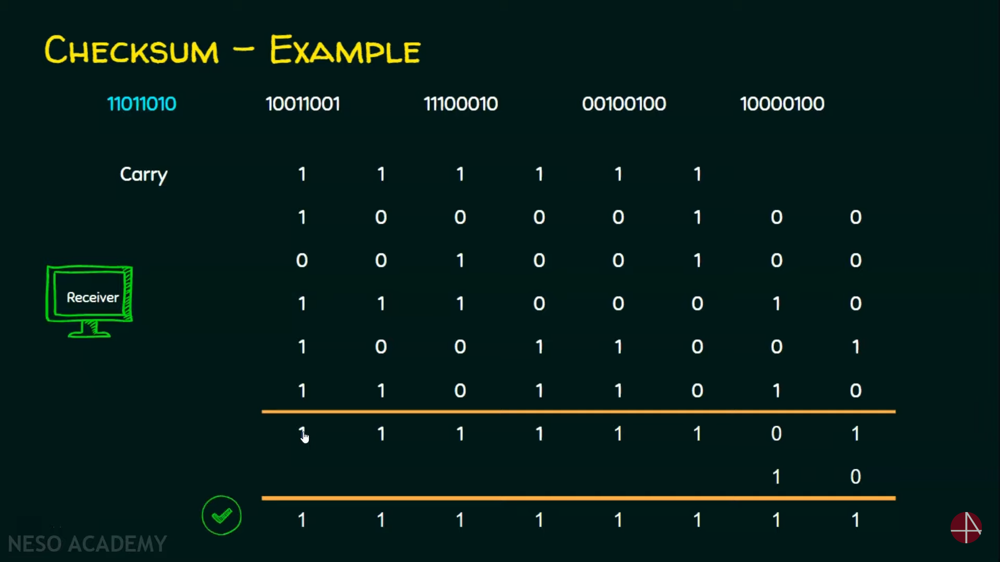 CHECKSUM – EXAMPLE
11011010 10011001 11100010 00100100 10000100
Carry 1 1 1 1 1 1
1 0 0 0 0 1 0 0
0 0 1 0 0 1 0 0
Receiver
1 1 1 0 0 0 1 0
1 0 0 1 1 0 0 1
1 1 0 1 1 0 1 0
1 1 1 1 1 1 0 1
1 0
1 1 1 1 1 1 1 1
NESO ACADEMY